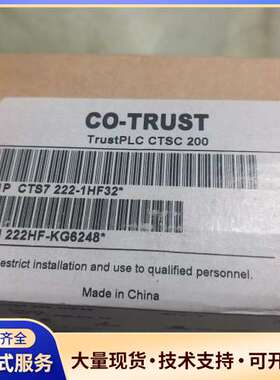 CO-TRUST
TrustPLC CTSC 200
1P CTS7 222-1HF32*
222HF-KG6248*
estrict installation and use to qualified personnel.
Made in China
齐全
式服务
大量现货·技术支持·可开